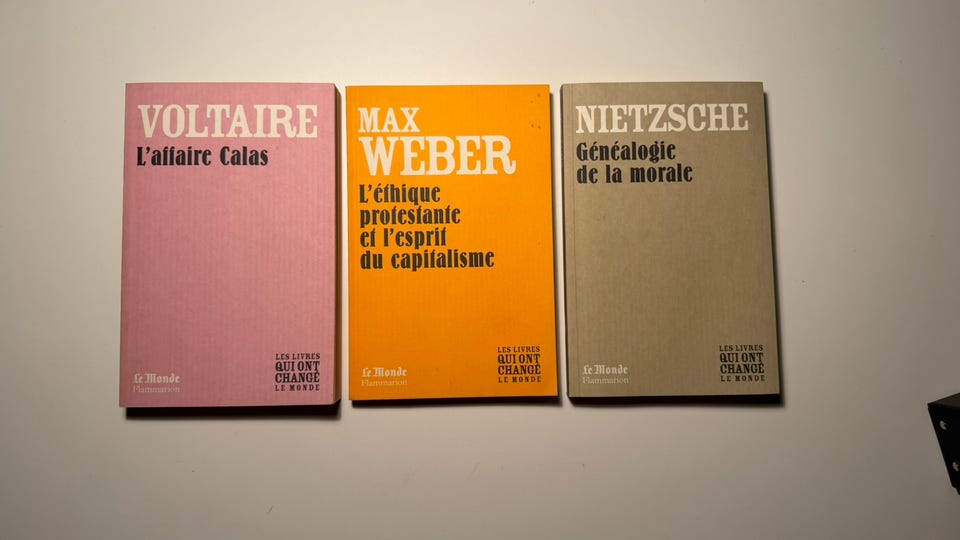 VOLTAIRE
L'affaire Calas
Le Monde
Flammarion
LES LIVRES
QUI ONT
CHANGÉ
LE MONDE
MAX
WEBER
L'éthique
protestante
et l'esprit
du capitalisme
Le Monde
Flammarion
LES LIVRES
QUI ONT
CHANGÉ
LE MONDE
NIETZSCHE
Généalogie
de la morale
Le Monde
Flammarion
LES LIVRES
QUI ONT
CHANGÉ
LE MONDE